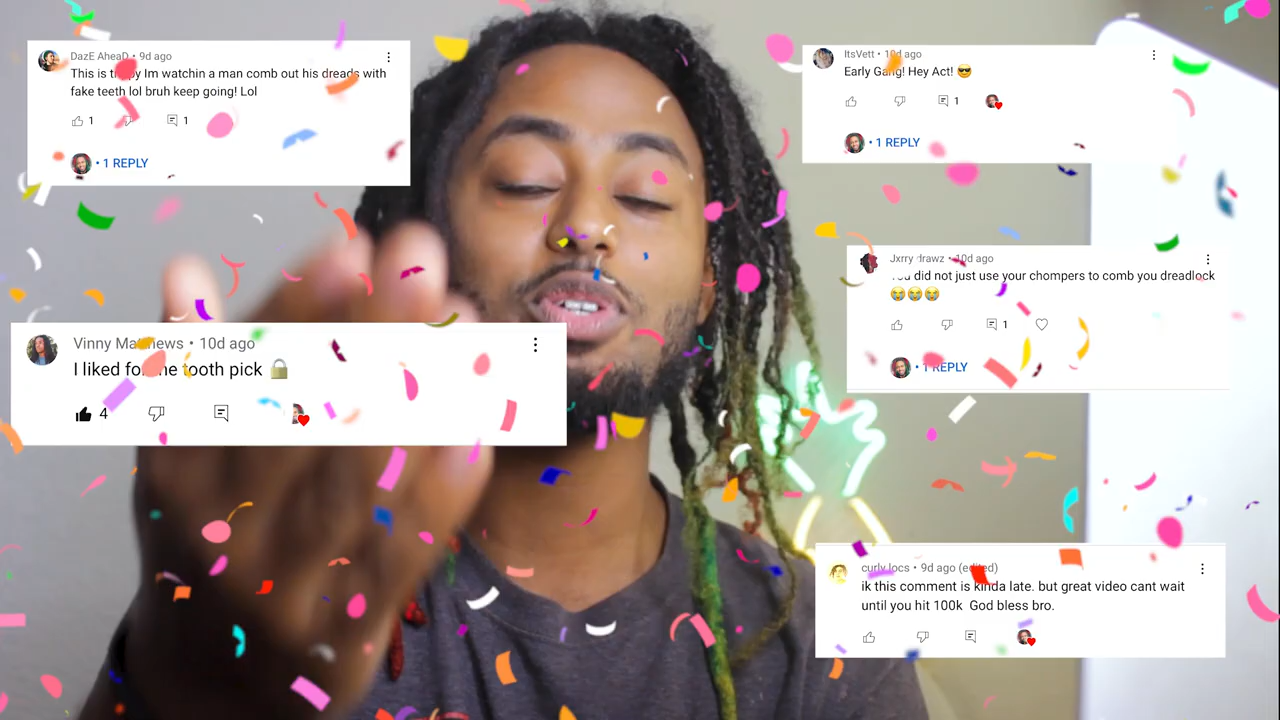 DazE AheaD • 9d ago
This is Im watchin a man comb out his dreads with
fake teeth lol bruh keep going! Lol
1 1
• 1 REPLY
ItsVett • ago
Early Gang! Hey Act! 😎
1
• 1 REPLY
Jxrry drawz • 10d ago
did not just use your chompers to comb you dreadlock
😭😭😭
1
• 1 REPLY
Vinny Matthews • 10d ago
I liked for the tooth pick 🔒
4
curly locs • 9d ago (edited)
ik this comment is kinda late. but great video cant wait
until you hit 100k God bless bro.